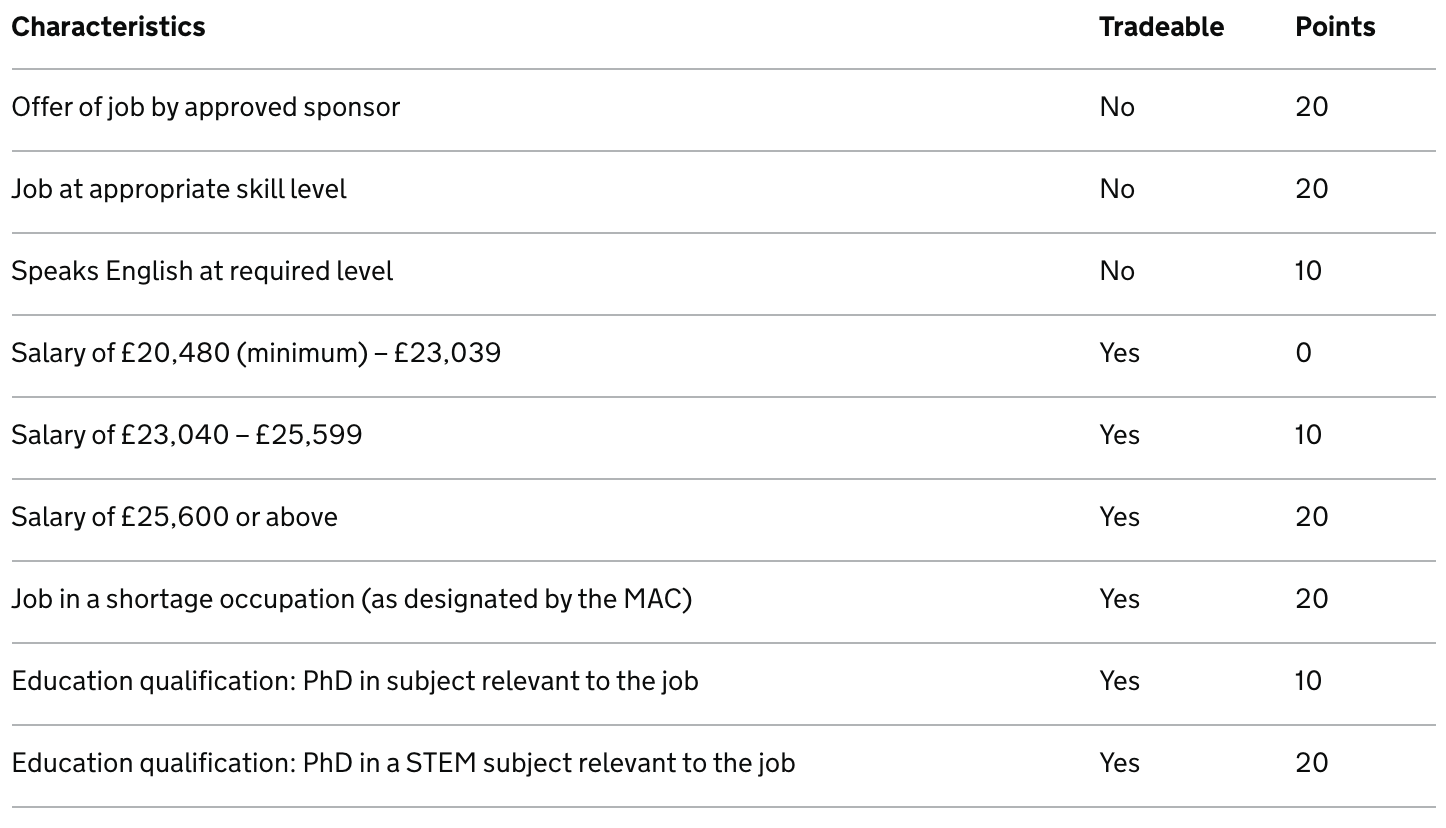 Characteristics Tradeable Points
Offer of job by approved sponsor No 20
Job at appropriate skill level No 20
Speaks English at required level No 10
Salary of £20,480 (minimum) – £23,039 Yes 0
Salary of £23,040 – £25,599 Yes 10
Salary of £25,600 or above Yes 20
Job in a shortage occupation (as designated by the MAC) Yes 20
Education qualification: PhD in subject relevant to the job Yes 10
Education qualification: PhD in a STEM subject relevant to the job Yes 20